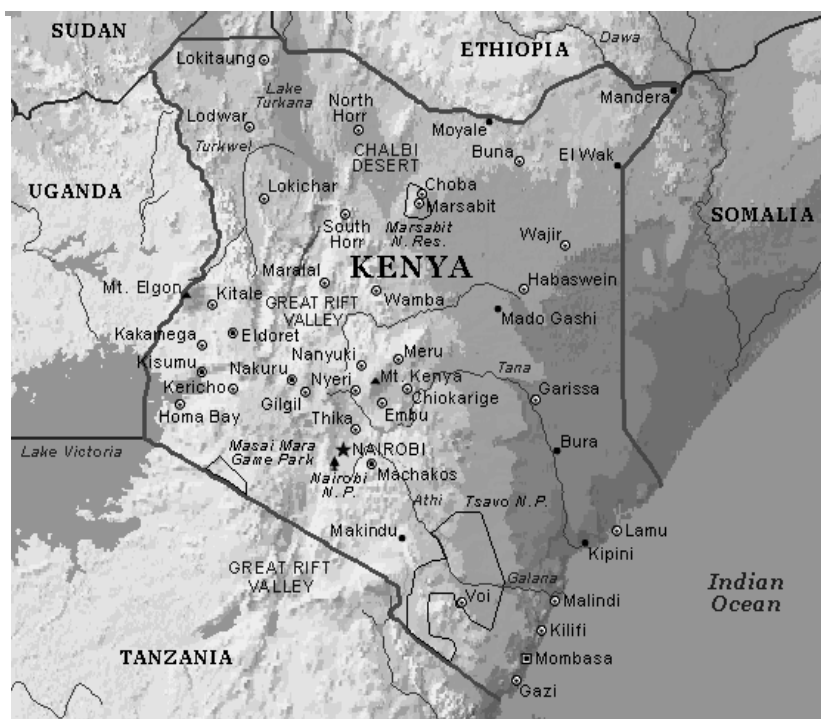 SUDAN
ETHIOPIA
Dawa
Lokitaung
Lake
Turkana
Mandera
North
Horr
Lodwar
Moyale
Turkwel
CHALBI
DESERT
Buna
El Wak
UGANDA
Lokichar
Choba
Marsabit
SOMALIA
South
Horr
Marsabit
N. Res.
Wajir
KENYA
Maralal
Mt. Elgon
Kitale
GREAT RIFT
VALLEY
Wamba
Habaswein
Mado Gashi
Kakamega
Eldoret
Kisumu
Nakuru
Nanyuki
Meru
Tana
Kericho
Gilgil
Nyeri
Mt. Kenya
Chiokarige
Garissa
Homa Bay
Embu
Thika
Lake Victoria
Masai Mara
Game Park
NAIROBI
Bura
Nairobi
N.P.
Machakos
Athi
Tsavo N.P.
Makindu
Lamu
Kipini
GREAT RIFT
VALLEY
Galana
Indian
Ocean
Voi
Malindi
Kilifi
TANZANIA
Mombasa
Gazi